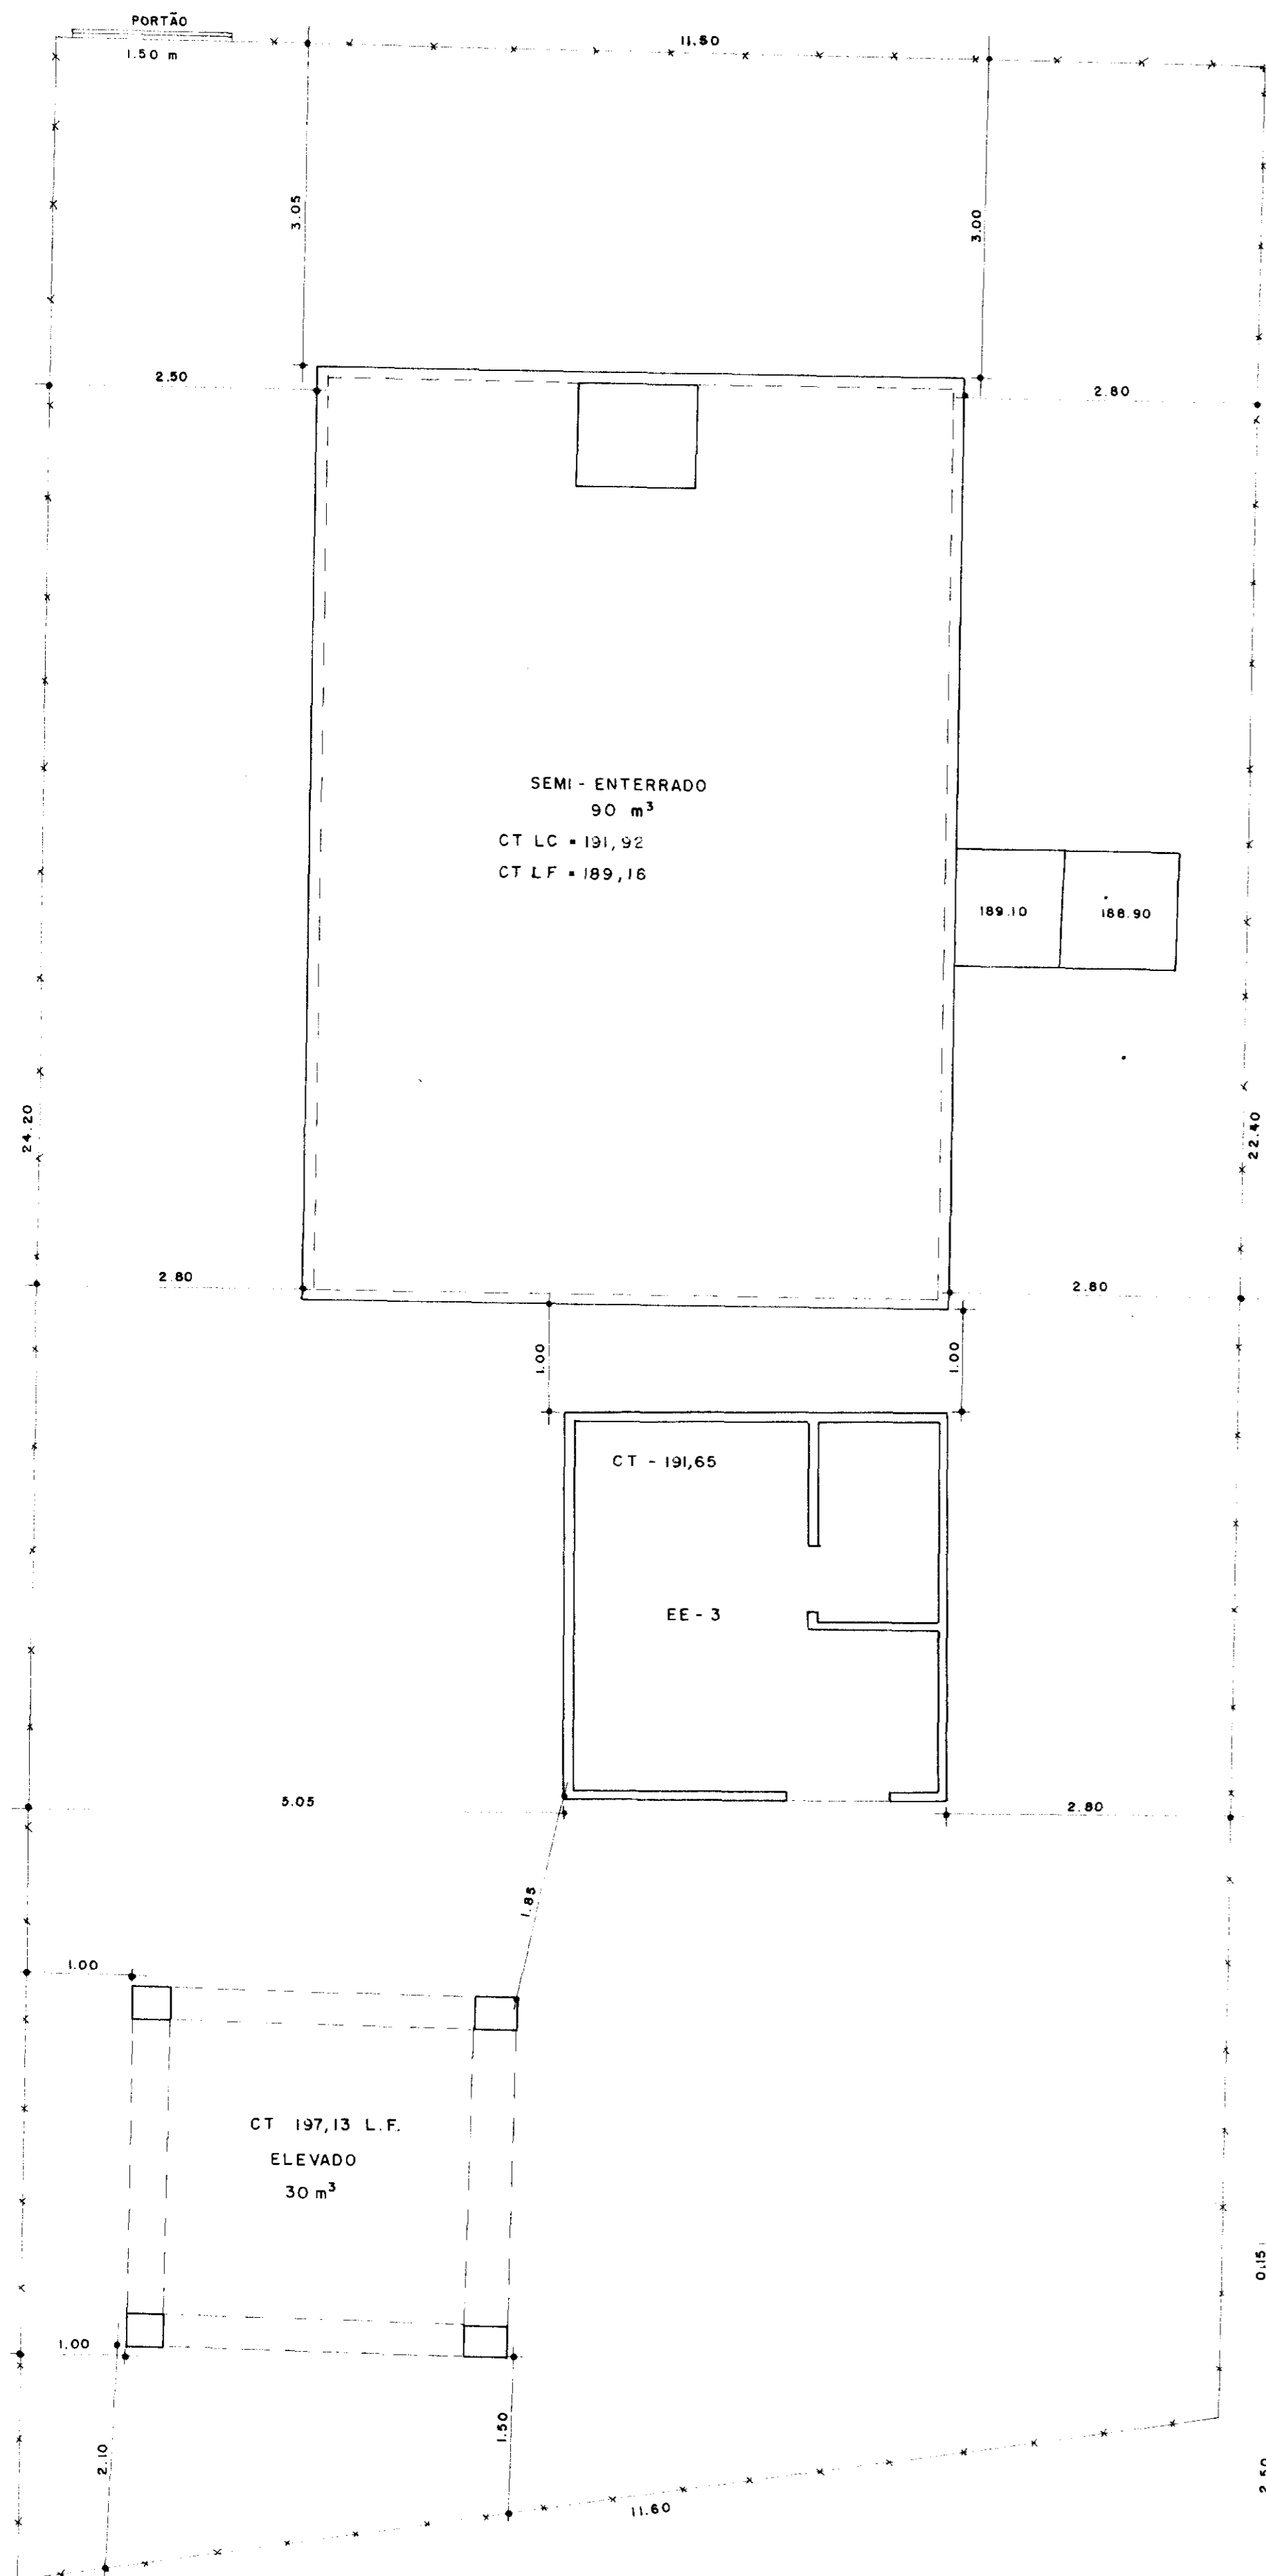 PORTÃO
1.50 m
11.50
3.05
3.00
2.50
2.80
SEMI - ENTERRADO
90 m³
CT LC = 191,92
CT LF = 189,16
189.10
188.90
24.20
22.40
2.80
2.80
1.00
1.00
CT - 191,65
EE - 3
5.05
2.80
1.85
1.00
CT 197,13 L.F.
ELEVADO
30 m³
0.15
1.00
1.50
2.10
2.50
11.60